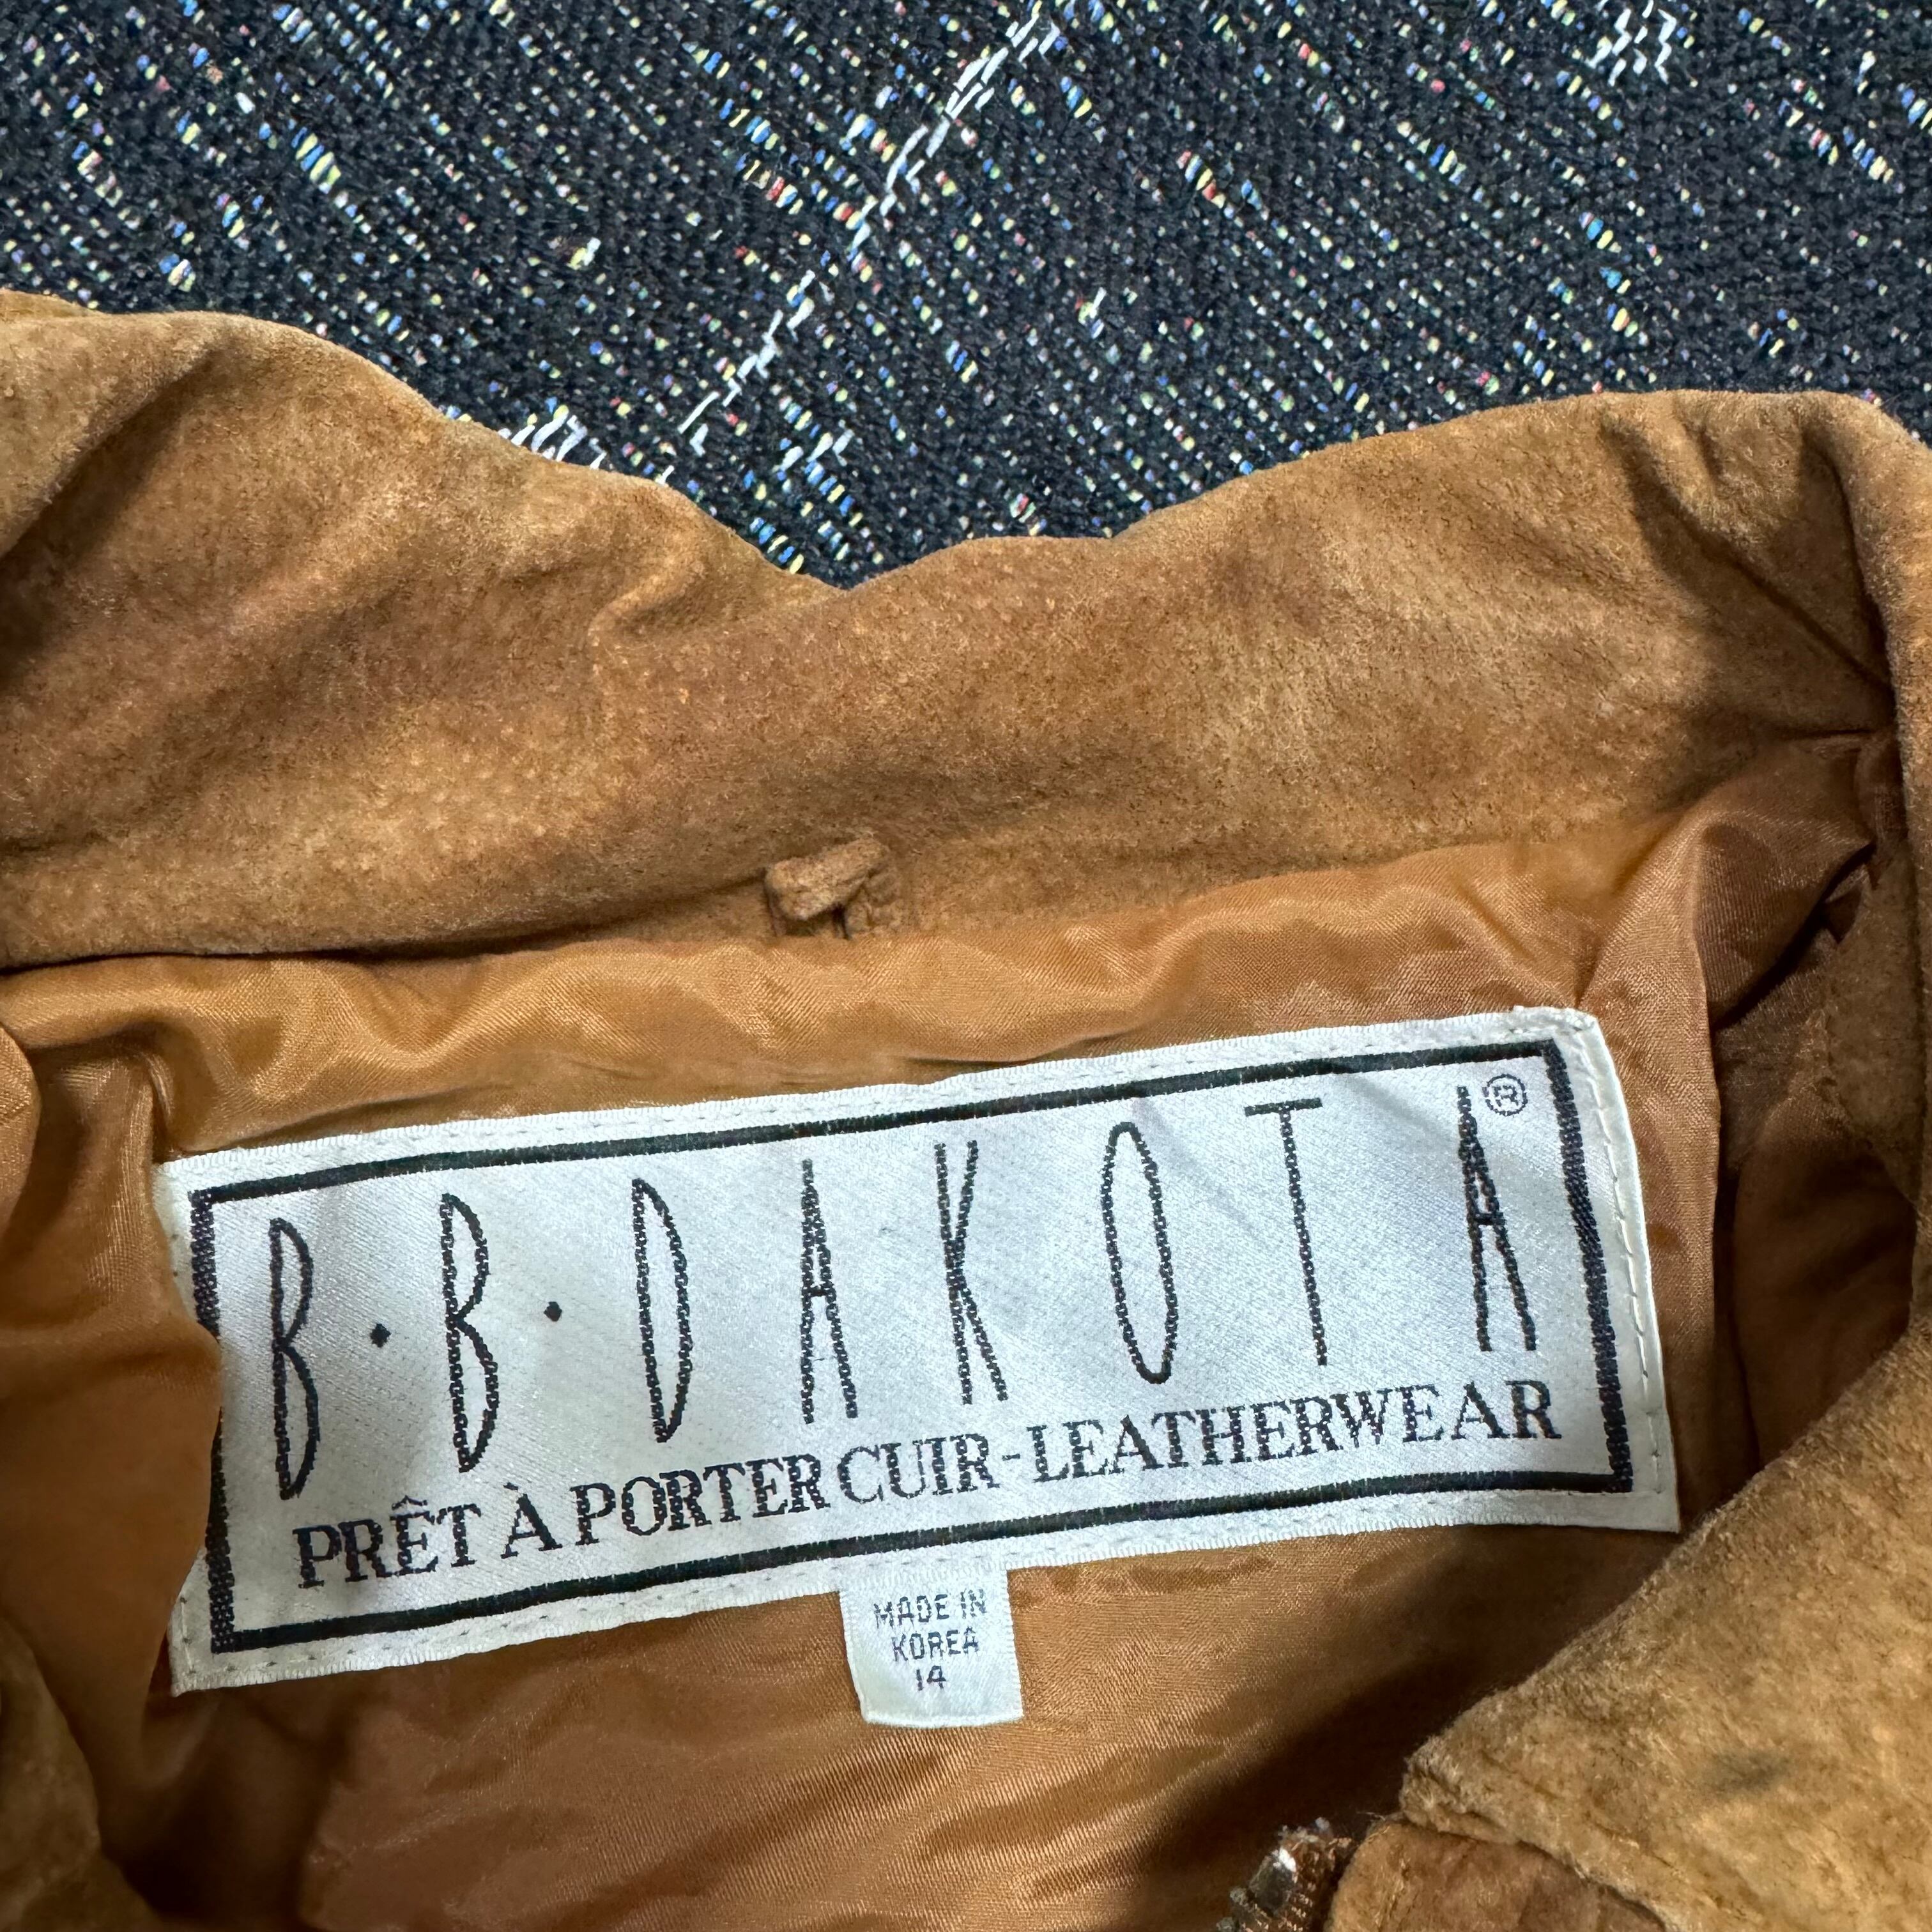 B·B·DAKOTA®
PRÊT À PORTER CUIR-LEATHERWEAR
MADE IN
KOREA
14